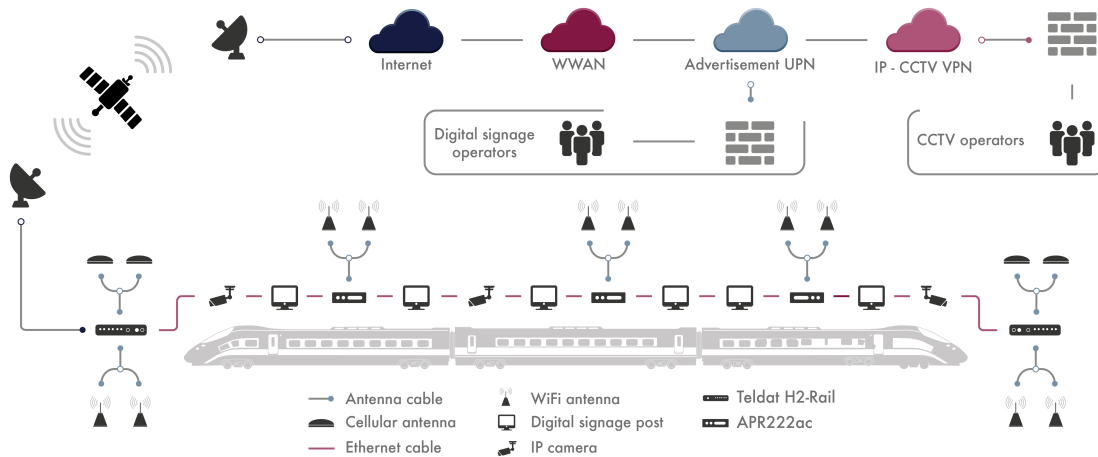 Internet
WWAN
Advertisement UPN
IP - CCTV VPN
Digital signage
operators
CCTV operators
Antenna cable
Cellular antenna
Ethernet cable
WiFi antenna
Digital signage post
IP camera
Teldat H2-Rail
APR222ac